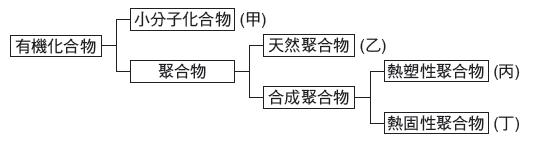 小分子化合物 (甲)
有機化合物
天然聚合物 (乙)
聚合物
熱塑性聚合物 (丙)
合成聚合物
熱固性聚合物 (丁)